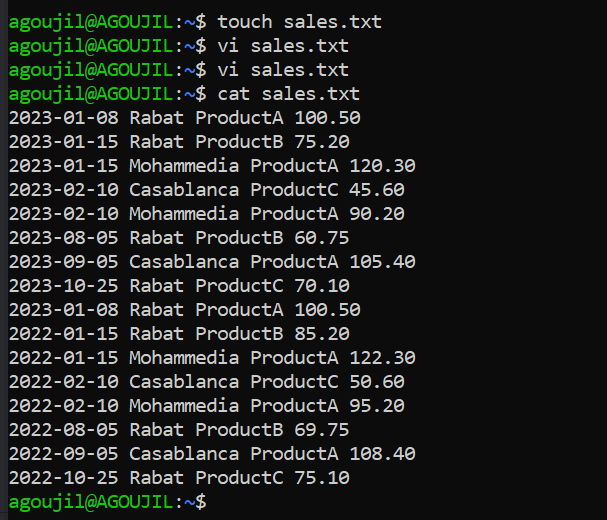 agoujil@AGOUJIL:~$ touch sales.txt
agoujil@AGOUJIL:~$ vi sales.txt
agoujil@AGOUJIL:~$ vi sales.txt
agoujil@AGOUJIL:~$ cat sales.txt
2023-01-08 Rabat ProductA 100.50
2023-01-15 Rabat ProductB 75.20
2023-01-15 Mohammedia ProductA 120.30
2023-02-10 Casablanca ProductC 45.60
2023-02-10 Mohammedia ProductA 90.20
2023-08-05 Rabat ProductB 60.75
2023-09-05 Casablanca ProductA 105.40
2023-10-25 Rabat ProductC 70.10
2023-01-08 Rabat ProductA 100.50
2022-01-15 Rabat ProductB 85.20
2022-01-15 Mohammedia ProductA 122.30
2022-02-10 Casablanca ProductC 50.60
2022-02-10 Mohammedia ProductA 95.20
2022-08-05 Rabat ProductB 69.75
2022-09-05 Casablanca ProductA 108.40
2022-10-25 Rabat ProductC 75.10
agoujil@AGOUJIL:~$